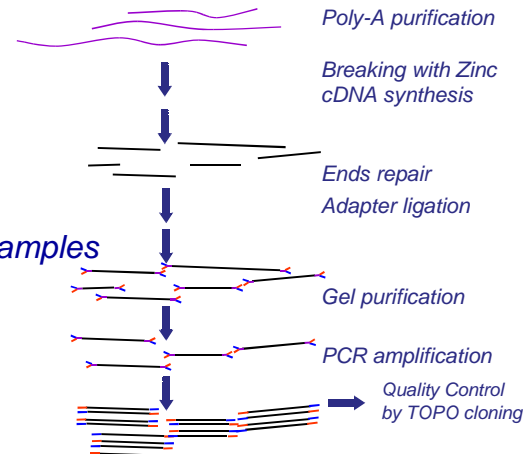 Poly-A purification
Breaking with Zinc
cDNA synthesis
Ends repair
Adapter ligation
amples
Gel purification
PCR amplification
Quality Control
by TOPO cloning